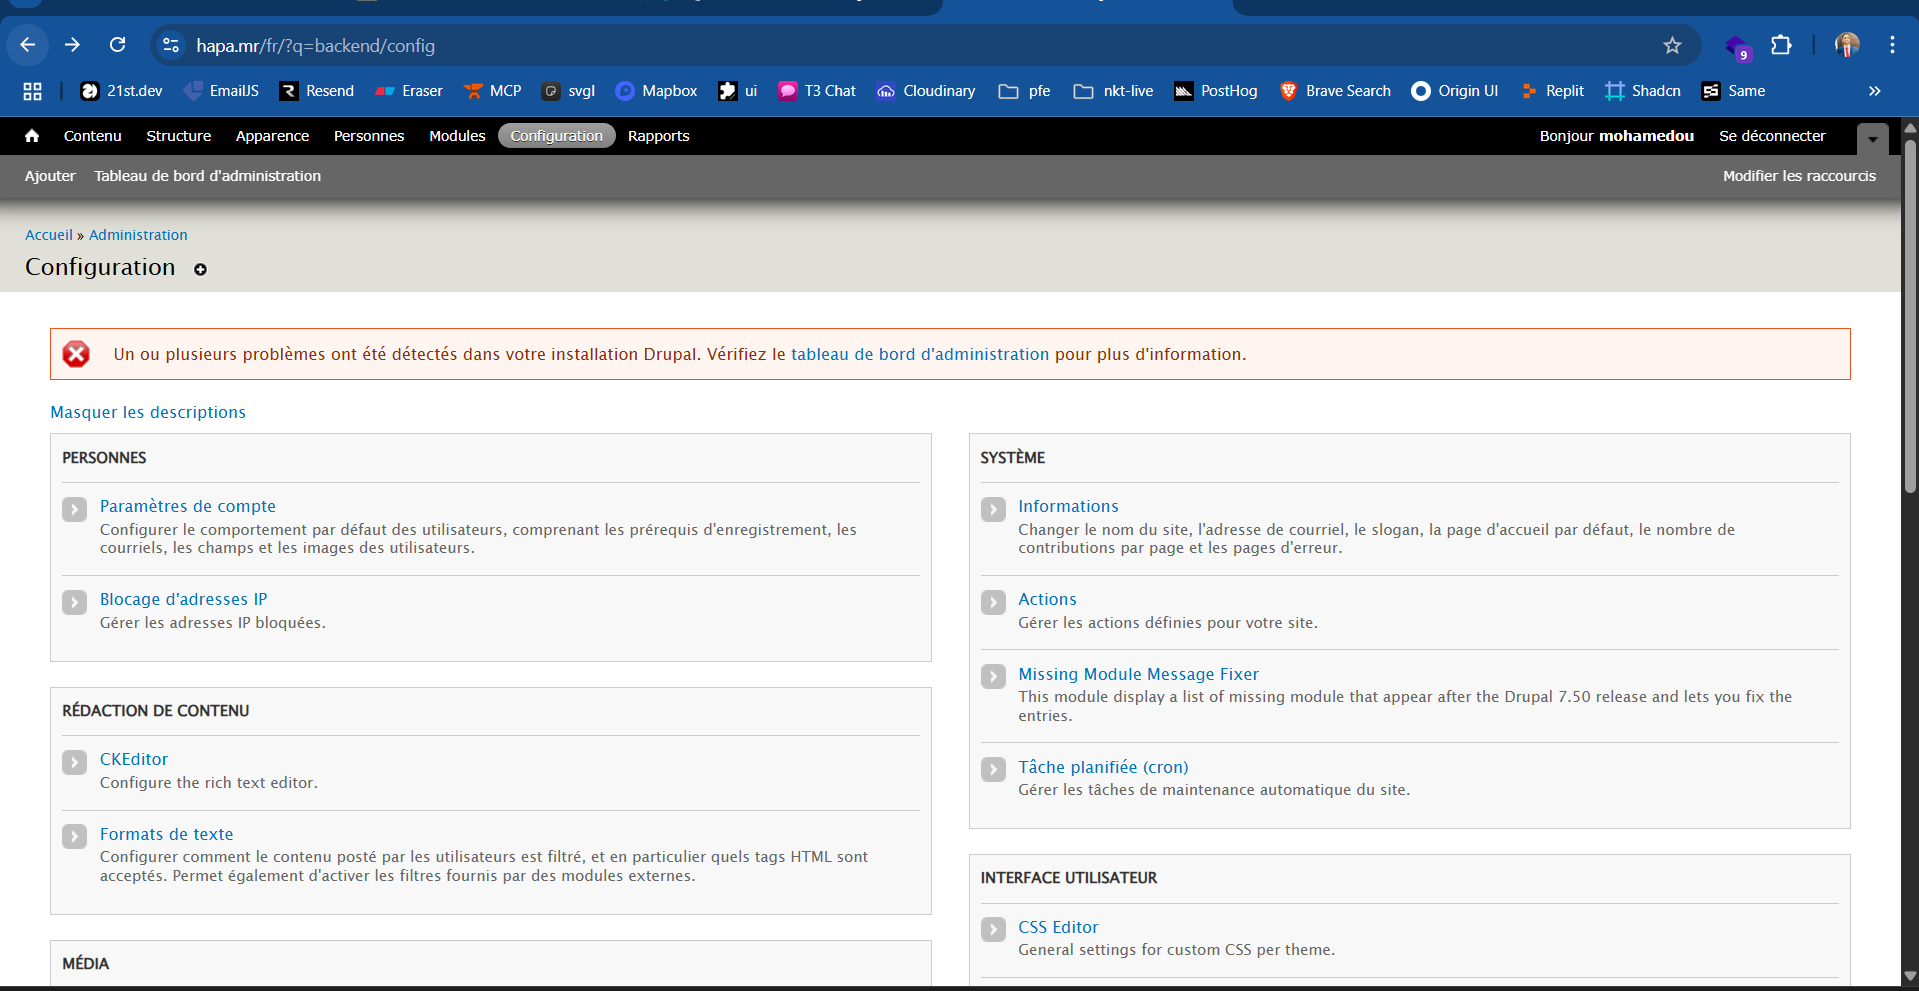 hapa.mr/fr/?q=backend/config
9
21st.dev
EmailJS
Resend
Eraser
MCP
svgl
Mapbox
ui
T3 Chat
Cloudinary
pfe
nkt-live
PostHog
Brave Search
Origin UI
Replit
Shadcn
Same
Contenu
Structure
Apparence
Personnes
Modules
Configuration
Rapports
Bonjour mohamedou
Se déconnecter
Ajouter
Tableau de bord d'administration
Modifier les raccourcis
Accueil » Administration
Configuration
Un ou plusieurs problèmes ont été détectés dans votre installation Drupal. Vérifiez le tableau de bord d'administration pour plus d'information.
Masquer les descriptions
PERSONNES
Paramètres de compte
Configurer le comportement par défaut des utilisateurs, comprenant les prérequis d'enregistrement, les
courriels, les champs et les images des utilisateurs.
Blocage d'adresses IP
Gérer les adresses IP bloquées.
RÉDACTION DE CONTENU
CKEditor
Configure the rich text editor.
Formats de texte
Configurer comment le contenu posté par les utilisateurs est filtré, et en particulier quels tags HTML sont
acceptés. Permet également d'activer les filtres fournis par des modules externes.
MÉDIA
SYSTÈME
Informations
Changer le nom du site, l'adresse de courriel, le slogan, la page d'accueil par défaut, le nombre de
contributions par page et les pages d'erreur.
Actions
Gérer les actions définies pour votre site.
Missing Module Message Fixer
This module display a list of missing module that appear after the Drupal 7.50 release and lets you fix the
entries.
Tâche planifiée (cron)
Gérer les tâches de maintenance automatique du site.
INTERFACE UTILISATEUR
CSS Editor
General settings for custom CSS per theme.